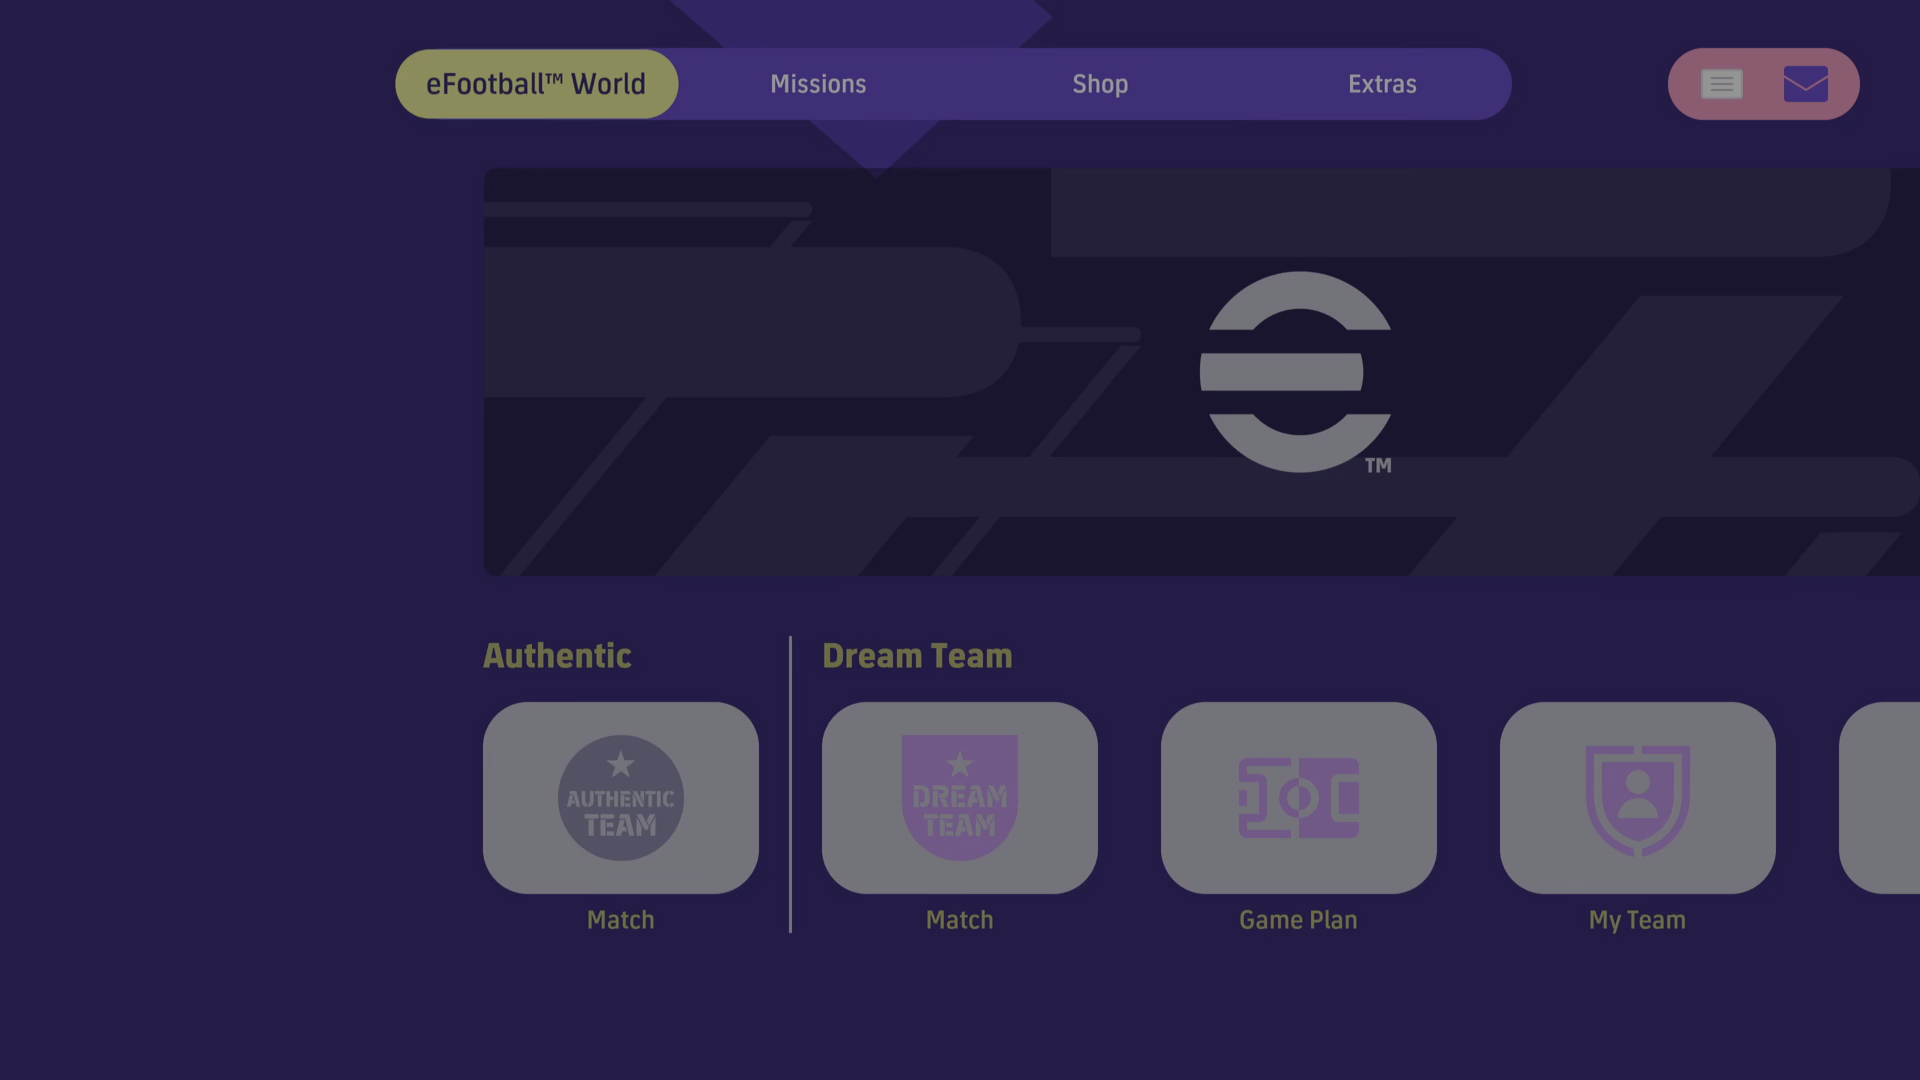 eFootball™ World
Missions
Shop
Extras
TM
Authentic
Dream Team
AUTHENTIC
TEAM
DREAM
TEAM
Match
Match
Game Plan
My Team